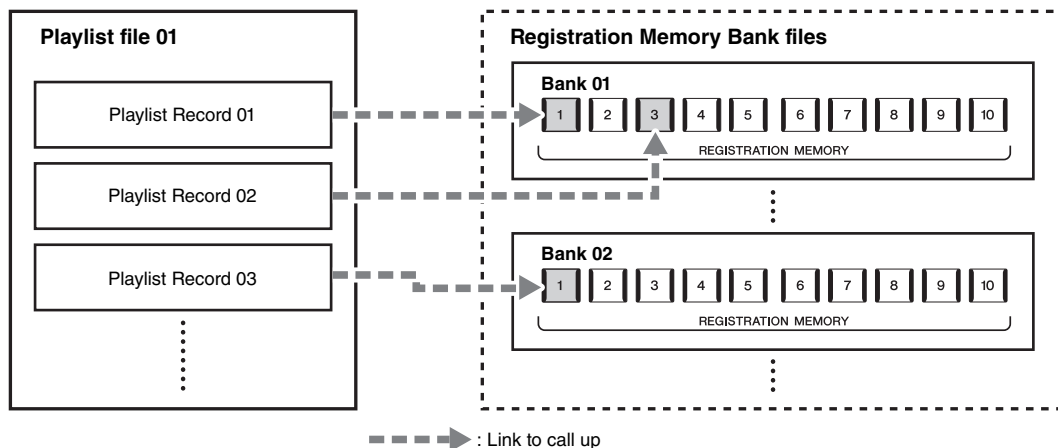 Playlist file 01
Playlist Record 01
Playlist Record 02
Playlist Record 03
Registration Memory Bank files
Bank 01
1 2 3 4 5 6 7 8 9 10
REGISTRATION MEMORY
Bank 02
1 2 3 4 5 6 7 8 9 10
REGISTRATION MEMORY
: Link to call up